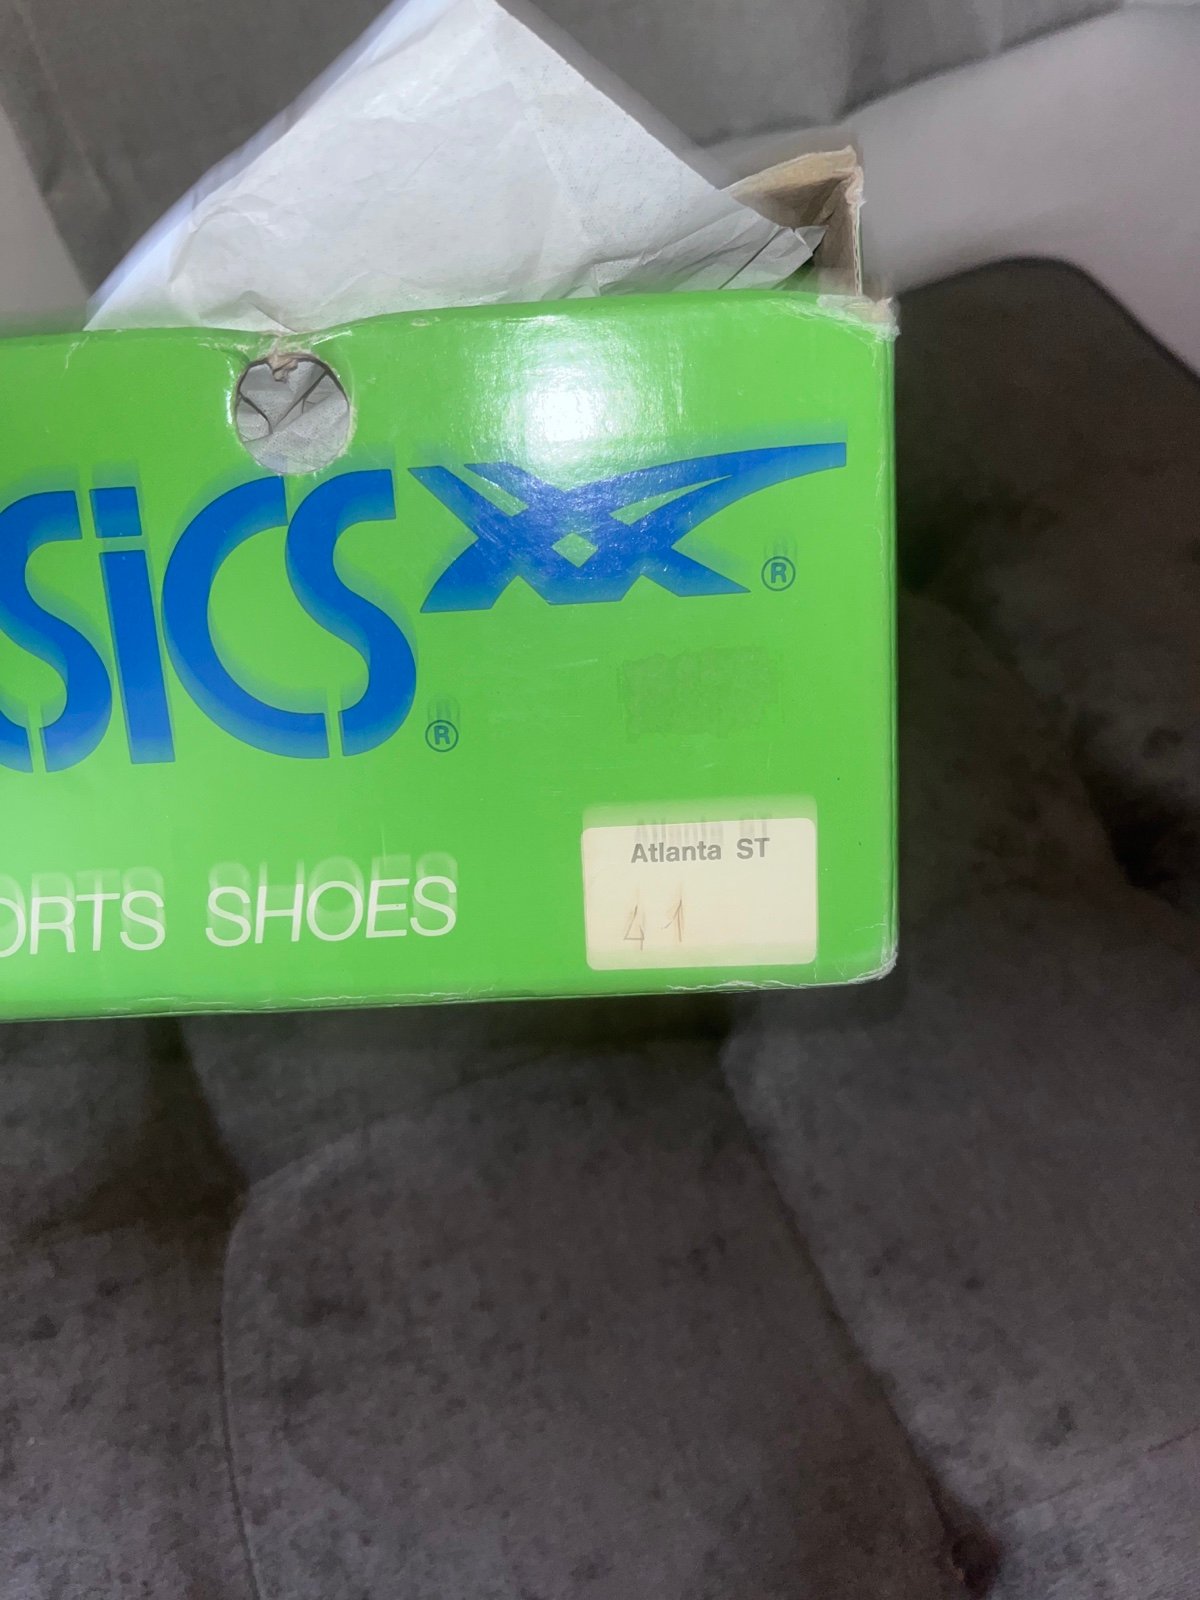 SiCS ®
®
Atlanta ST
41
ORTS SHOES